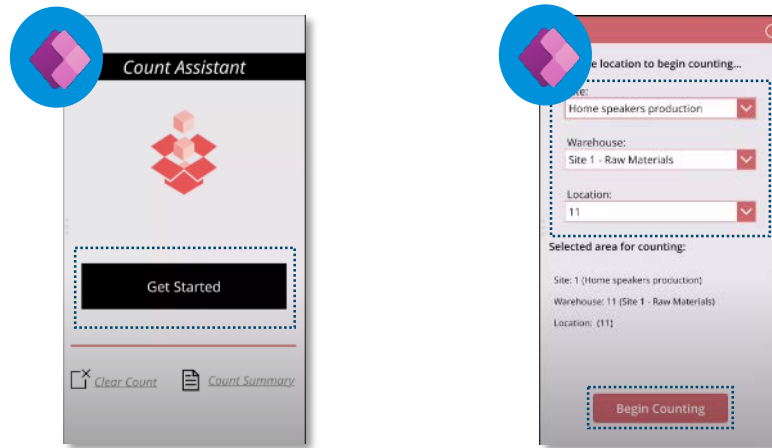 Count Assistant
Get Started
Clear Count
Count Summary
location to begin counting...
Home speakers production
Warehouse:
Site 1 - Raw Materials
Location:
11
Selected area for counting:
Site: 1 (Home speakers production)
Warehouse: 11 (Site 1 - Raw Materials)
Location: (11)
Begin Counting